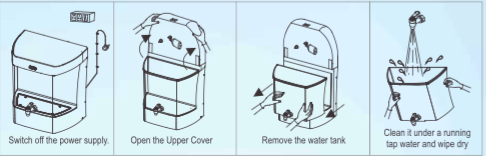 Switch off the power supply.
Open the Upper Cover
Remove the water tank
Clean it under a running
tap water and wipe dry